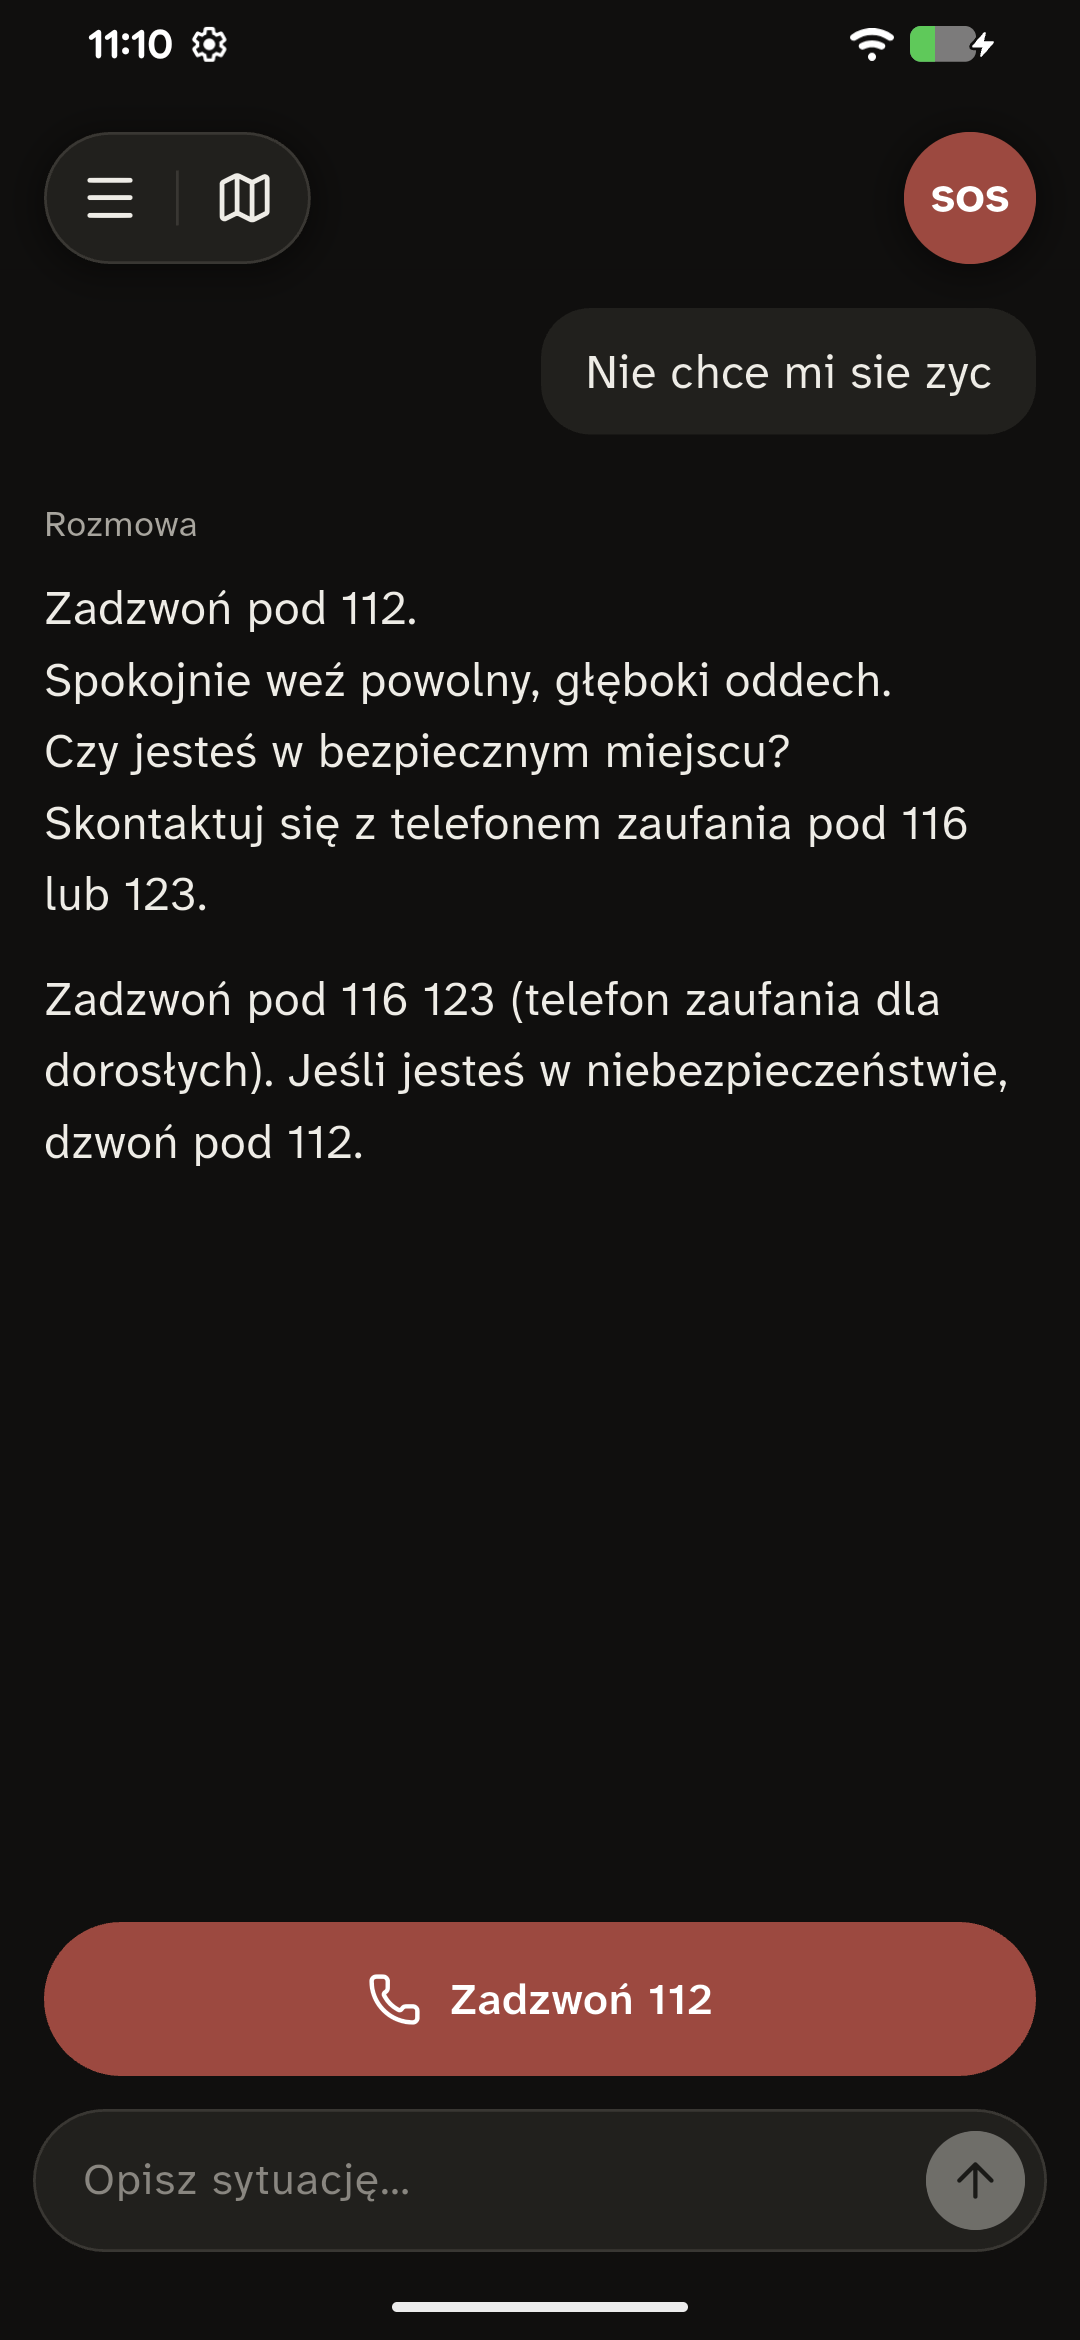 11:10
SOS
Nie chce mi sie zyc
Rozmowa
Zadzwoń pod 112.
Spokojnie weź powolny, głęboki oddech.
Czy jesteś w bezpiecznym miejscu?
Skontaktuj się z telefonem zaufania pod 116
lub 123.
Zadzwoń pod 116 123 (telefon zaufania dla
dorosłych). Jeśli jesteś w niebezpieczeństwie,
dzwoń pod 112.
Zadzwoń 112
Opisz sytuację...